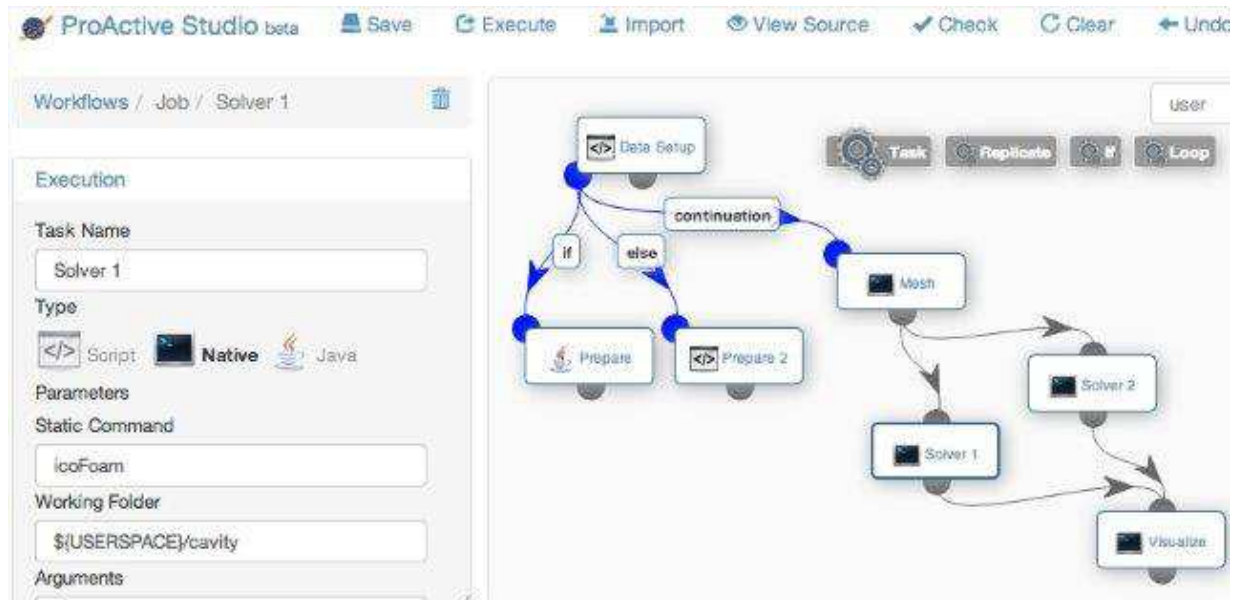 ProActive Studio beta
Save
Execute
Import
View Source
Check
Clear
Undo
Workflows / Job / Solver 1
Execution
Task Name
Solver 1
Type
Script
Native
Java
Parameters
Static Command
icoFoam
Working Folder
${USERSPACE}/cavity
Arguments
user
Task
Replicate
If
Loop
Data Setup
continuation
if
else
Mesh
Prepare
Prepare 2
Solver 2
Solver 1
Visualize